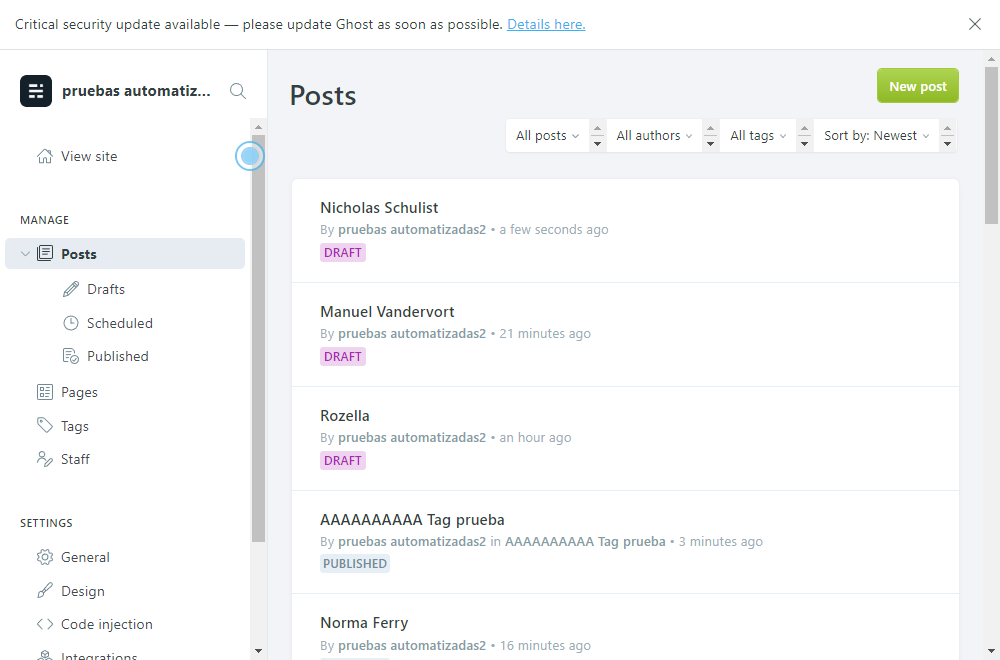 Critical security update available — please update Ghost as soon as possible. Details here.
pruebas automatiz...
View site
MANAGE
Posts
Drafts
Scheduled
Published
Pages
Tags
Staff
SETTINGS
General
Design
Code injection
Integrations
Posts
New post
All posts
All authors
All tags
Sort by: Newest
Nicholas Schulist
By pruebas automatizadas2 • a few seconds ago
DRAFT
Manuel Vandervort
By pruebas automatizadas2 • 21 minutes ago
DRAFT
Rozella
By pruebas automatizadas2 • an hour ago
DRAFT
AAAAAAAAAA Tag prueba
By pruebas automatizadas2 in AAAAAAAAAA Tag prueba • 3 minutes ago
PUBLISHED
Norma Ferry
By pruebas automatizadas2 • 16 minutes ago